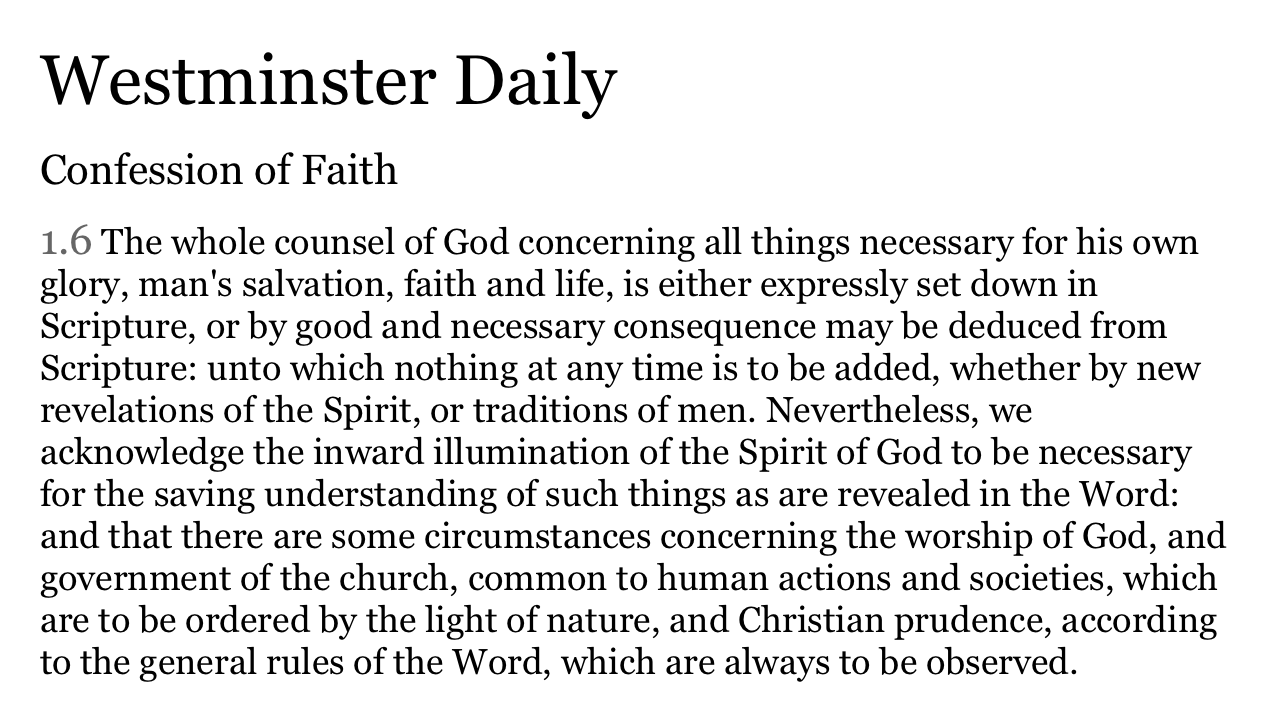 Westminster Daily
Confession of Faith
1.6 The whole counsel of God concerning all things necessary for his own
glory, man's salvation, faith and life, is either expressly set down in
Scripture, or by good and necessary consequence may be deduced from
Scripture: unto which nothing at any time is to be added, whether by new
revelations of the Spirit, or traditions of men. Nevertheless, we
acknowledge the inward illumination of the Spirit of God to be necessary
for the saving understanding of such things as are revealed in the Word:
and that there are some circumstances concerning the worship of God, and
government of the church, common to human actions and societies, which
are to be ordered by the light of nature, and Christian prudence, according
to the general rules of the Word, which are always to be observed.